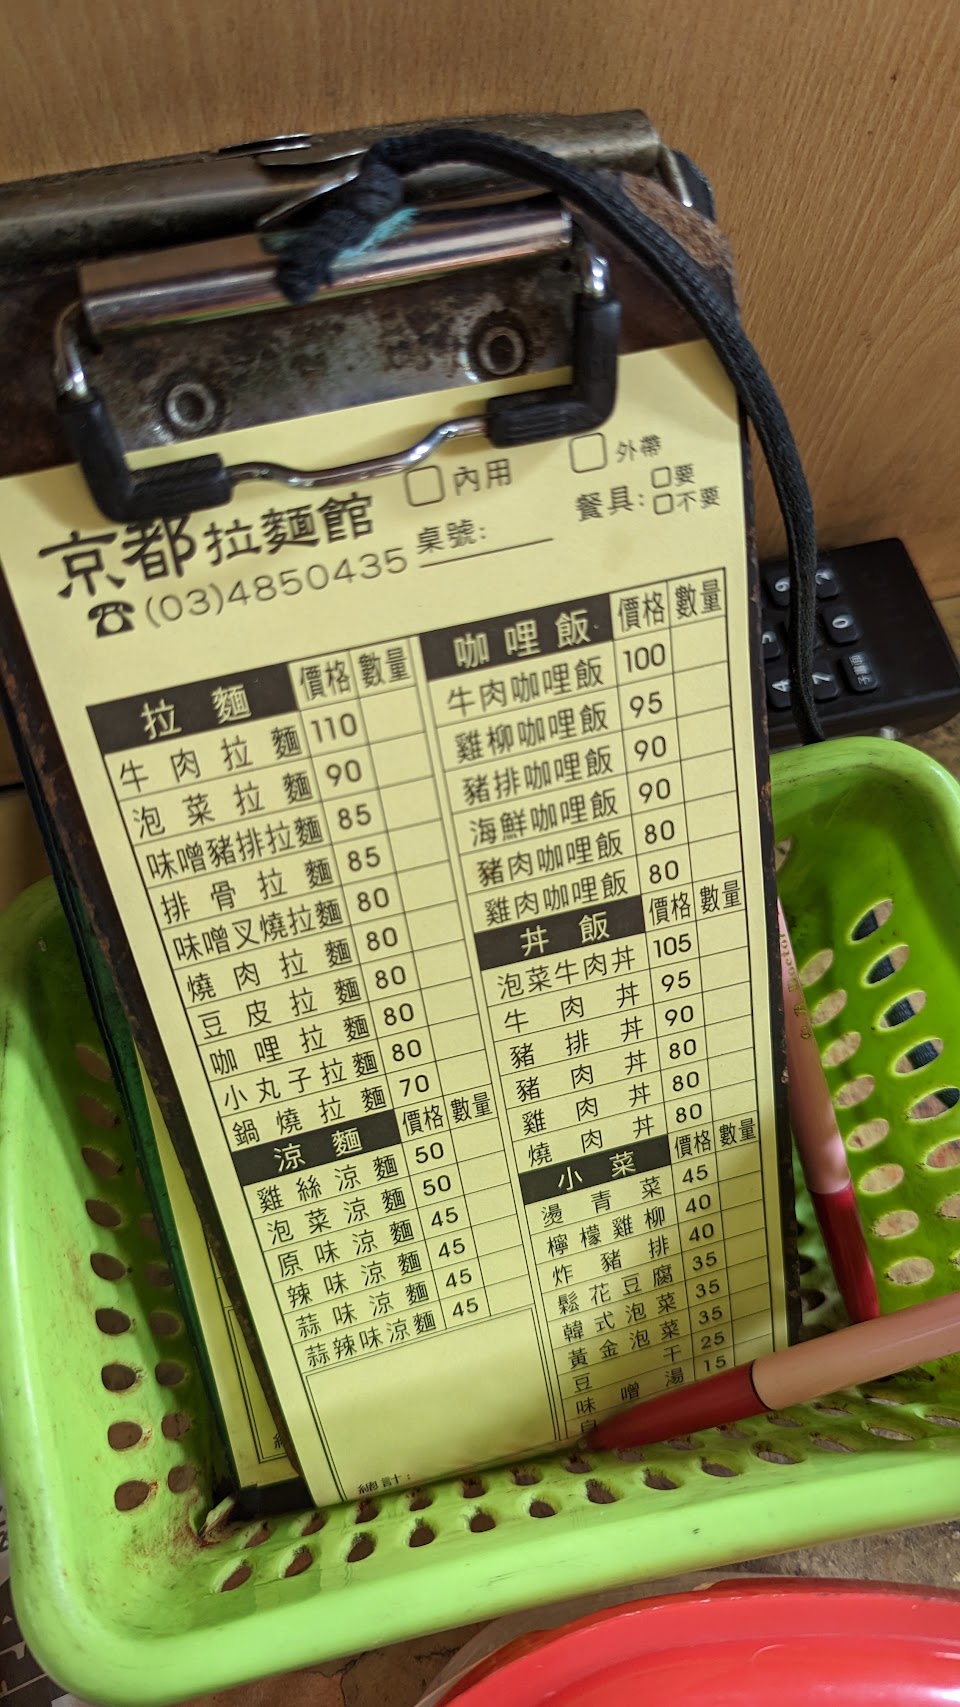 京都拉麵館
☎(03)4850435
□內用
□外帶
桌號:
餐具:□要
□不要
拉麵 價格 數量
牛肉拉麵 110
泡菜拉麵 90
味噌豬排拉麵 85
排骨拉麵 85
味噌叉燒拉麵 80
燒肉拉麵 80
豆皮拉麵 80
咖哩拉麵 80
小丸子拉麵 80
鍋燒拉麵 70
涼麵 價格 數量
雞絲涼麵 50
泡菜涼麵 50
原味涼麵 45
辣味涼麵 45
蒜味涼麵 45
蒜辣味涼麵 45
總計:
咖哩飯 價格 數量
牛肉咖哩飯 100
雞柳咖哩飯 95
豬排咖哩飯 90
海鮮咖哩飯 90
豬肉咖哩飯 80
雞肉咖哩飯 80
丼飯 價格 數量
泡菜牛肉丼 105
牛肉丼 95
豬排丼 90
豬肉丼 80
雞肉丼 80
燒肉丼 80
小菜 價格 數量
燙青菜 45
檸檬雞柳 40
炸豬排 40
鬆花豆腐 35
韓式泡菜 35
黃金泡菜 35
豆干 25
味噌湯 15